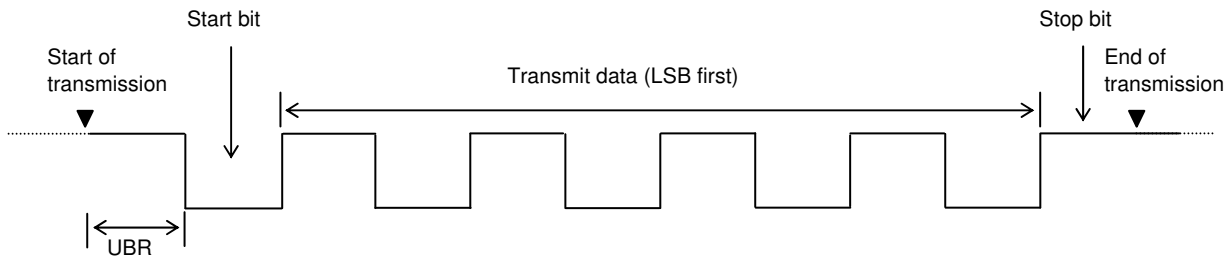 Start bit
Stop bit
Start of
transmission
Transmit data (LSB first)
End of
transmission
UBR